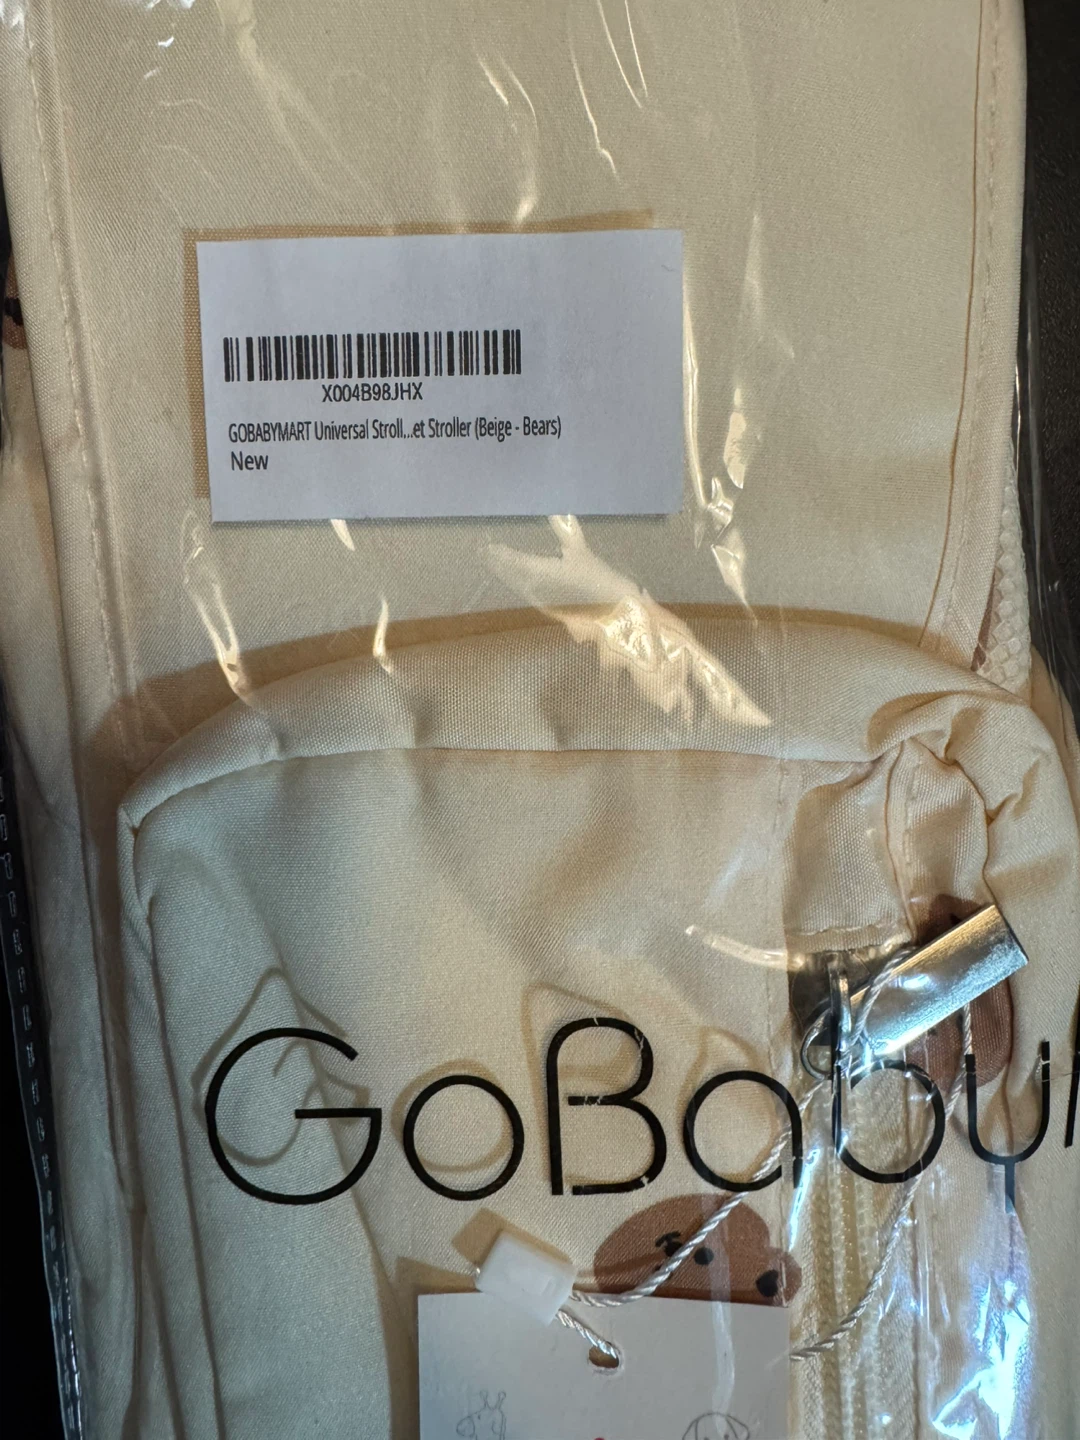 X004B98JHX
GOBABYMART Universal Stroll...et Stroller (Beige - Bears)
New
GoBaby